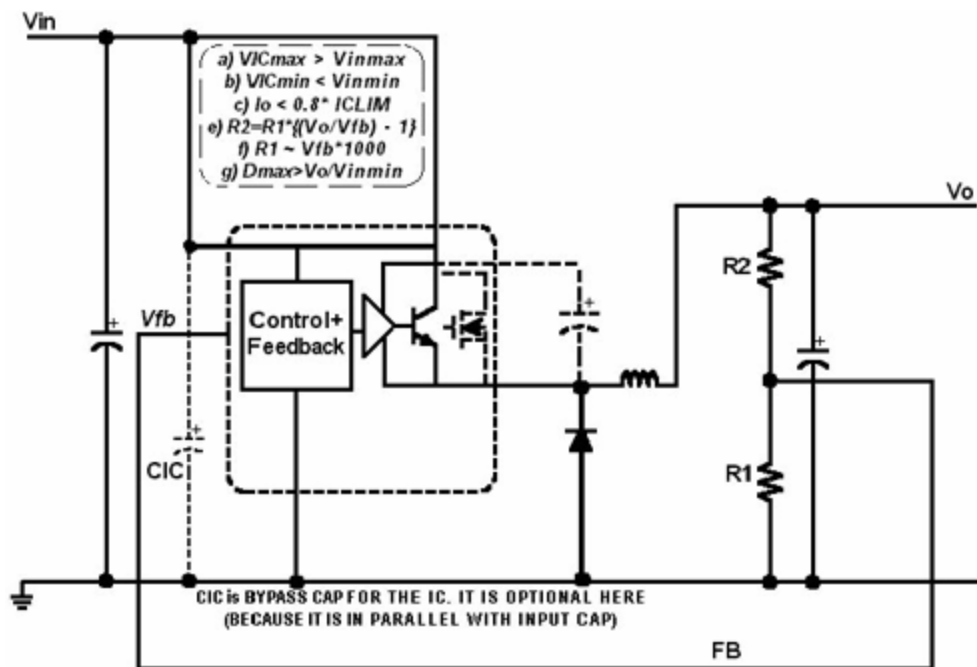 Vin
a) VICmax > Vinmax
b) VICmin < Vinmin
c) Io < 0.8* ICLIM
e) R2=R1*{(Vo/Vfb) - 1}
f) R1 ~ Vfb*1000
g) Dmax>Vo/Vinmin
Vo
R2
Vfb
Control+
Feedback
CIC
R1
CIC is BYPASS CAP FOR THE IC. IT IS OPTIONAL HERE
(BECAUSE IT IS IN PARALLEL WITH INPUT CAP)
FB